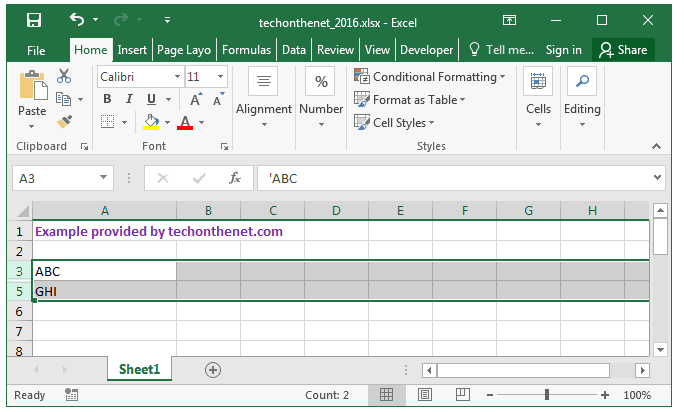 techonthenet_2016.xlsx - Excel
File Home Insert Page Layo Formulas Data Review View Developer Tell me... Sign in Share
Paste
Clipboard
Calibri 11
B I U A A
A
Font
Alignment
%
Number
Conditional Formatting
Format as Table
Cell Styles
Styles
Cells
Editing
A3 fx 'ABC
A B C D E F G H
1 Example provided by techonthenet.com
2
3 ABC
5 GHI
6
7
8
Sheet1
Ready Count: 2 100%